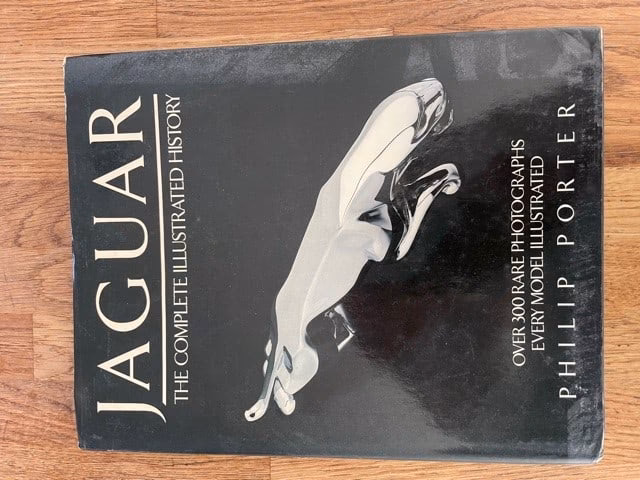 JAGUAR
THE COMPLETE ILLUSTRATED HISTORY
OVER 300 RARE PHOTOGRAPHS
EVERY MODEL ILLUSTRATED
PHILIP PORTER